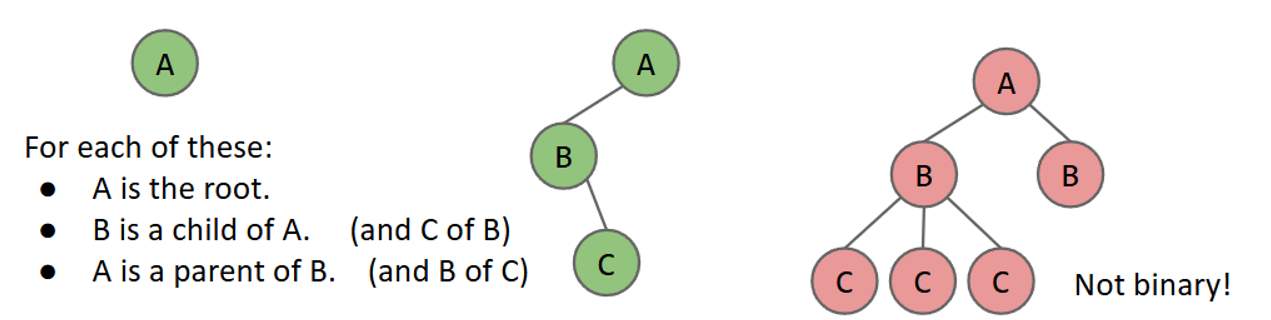 A
For each of these:
● A is the root.
● B is a child of A. (and C of B)
● A is a parent of B. (and B of C)
A
B
C
A
B B
C C C
Not binary!